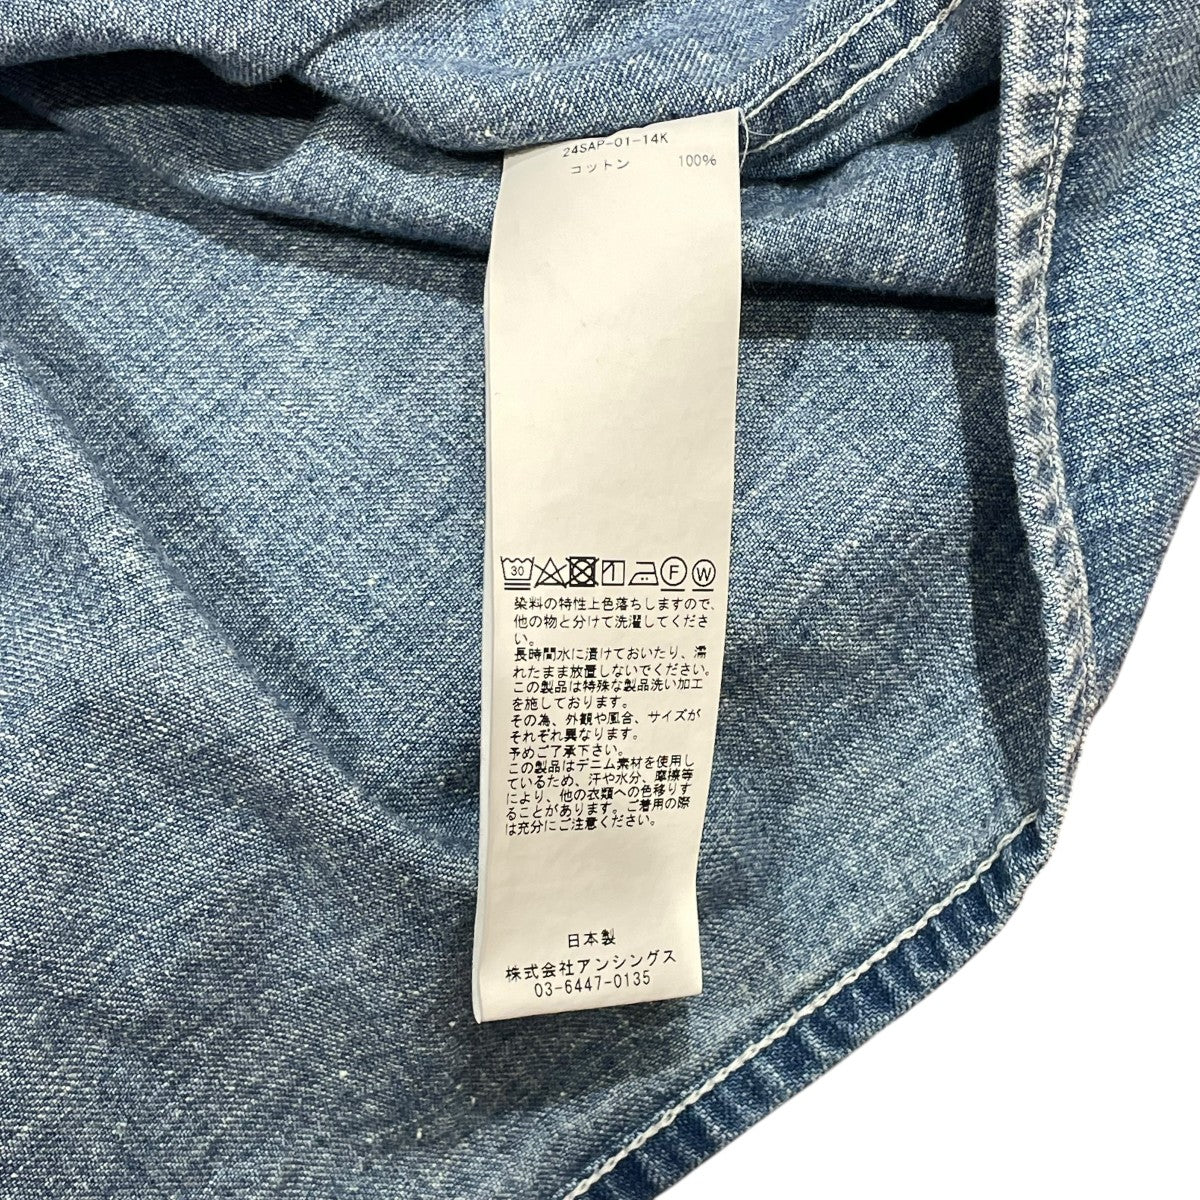 24SAP-01-14K
コットン 100%
30 F W
染料の特性上色落ちしますので、
他の物と分けて洗濯してくださ
い。
長時間水に漬けておいたり、濡
れたまま放置しないでください。
この製品は特殊な製品洗い加工
を施しております。
その為、外観や風合、サイズが
それぞれ異なります。
予めご了承下さい。
この製品はデニム素材を使用し
ているため、汗や水分、摩擦等
により、他の衣類への色移りす
ることがあります。ご着用の際
は充分にご注意ください。
日本製
株式会社アンシングス
03-6447-0135